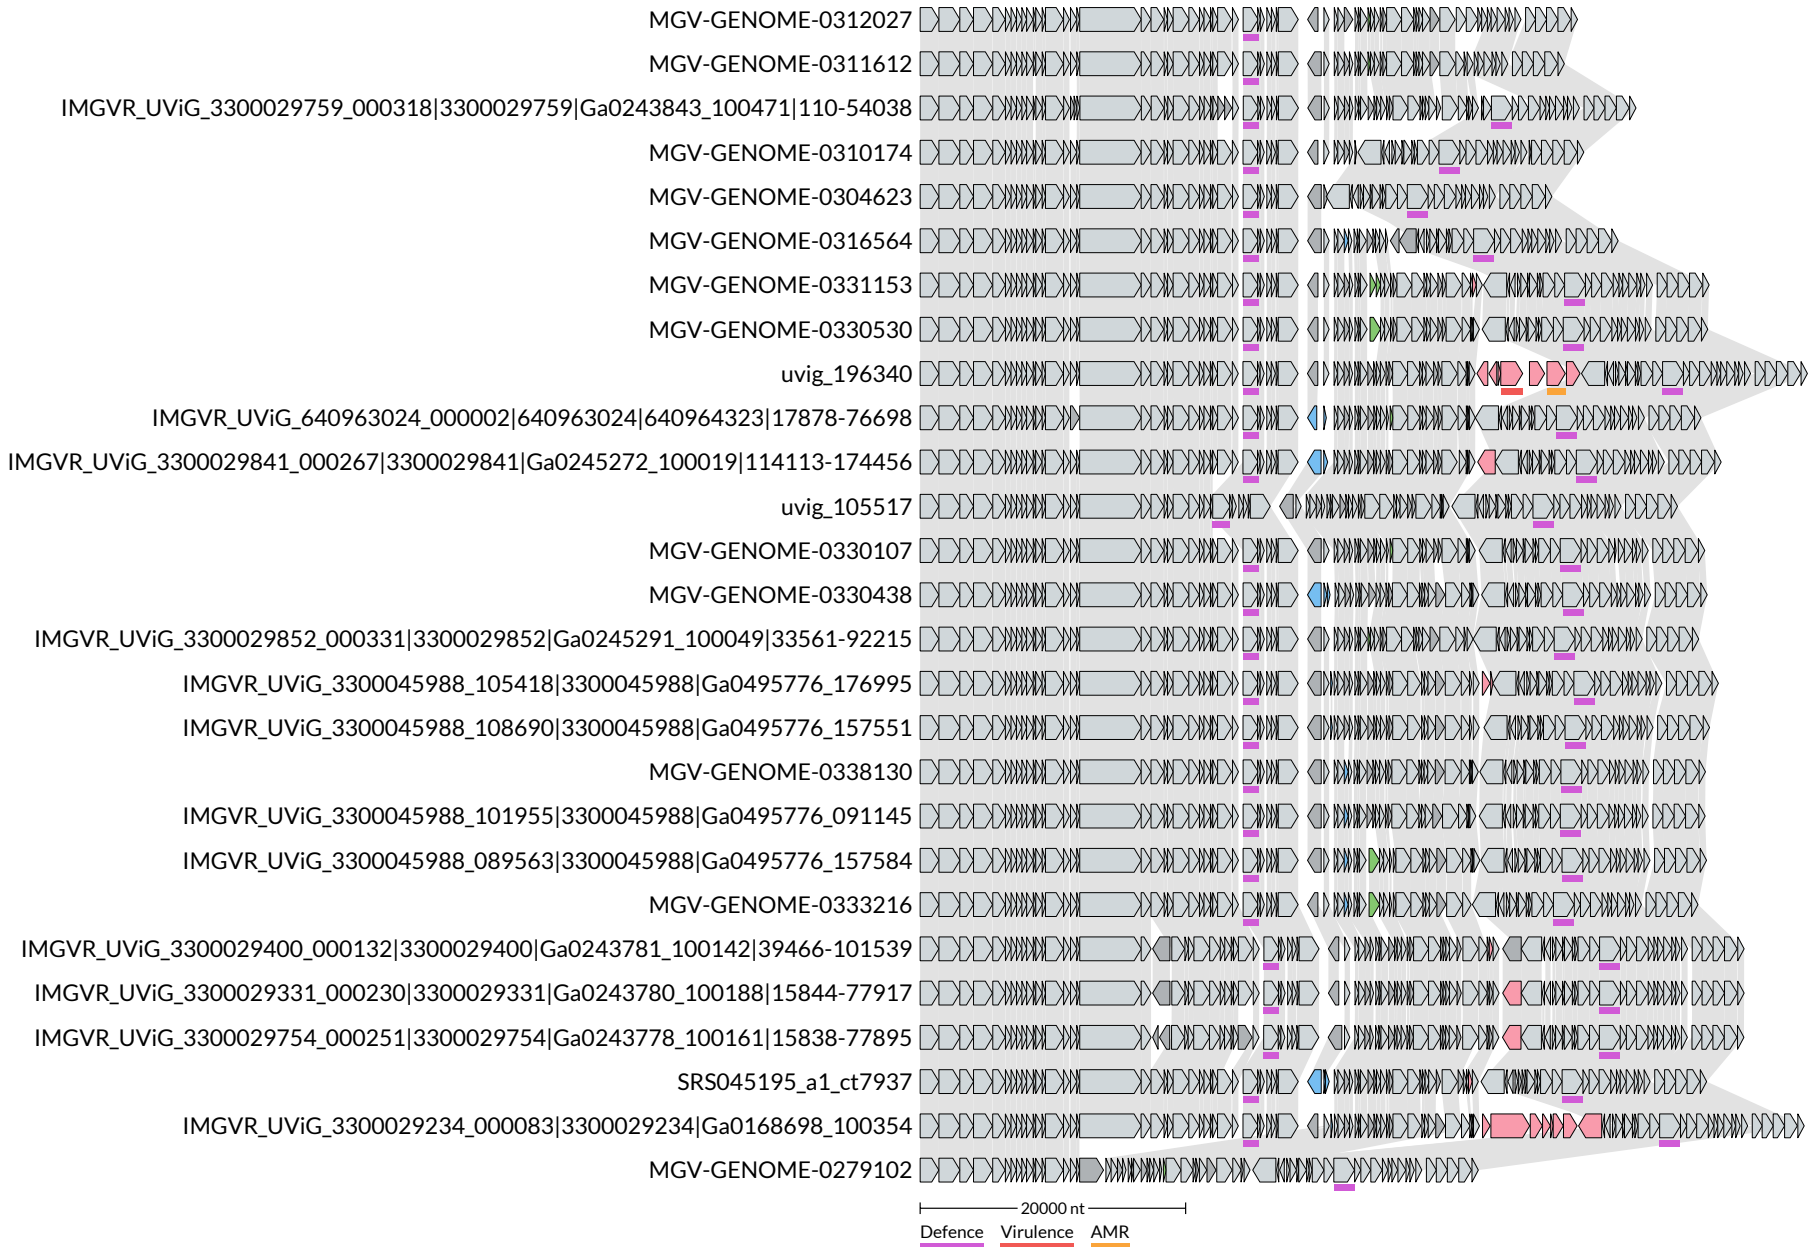 MGV-GENOME-0312027
MGV-GENOME-0311612
IMGVR_UViG_3300029759_000318|3300029759|Ga0243843_100471|110-54038
MGV-GENOME-0310174
MGV-GENOME-0304623
MGV-GENOME-0316564
MGV-GENOME-0331153
MGV-GENOME-0330530
uvig_196340
IMGVR_UViG_640963024_000002|640963024|640964323|17878-76698
IMGVR_UViG_3300029841_000267|3300029841|Ga0245272_100019|114113-174456
uvig_105517
MGV-GENOME-0330107
MGV-GENOME-0330438
IMGVR_UViG_3300029852_000331|3300029852|Ga0245291_100049|33561-92215
IMGVR_UViG_3300045988_105418|3300045988|Ga0495776_176995
IMGVR_UViG_3300045988_108690|3300045988|Ga0495776_157551
MGV-GENOME-0338130
IMGVR_UViG_3300045988_101955|3300045988|Ga0495776_091145
IMGVR_UViG_3300045988_089563|3300045988|Ga0495776_157584
MGV-GENOME-0333216
IMGVR_UViG_3300029400_000132|3300029400|Ga0243781_100142|39466-101539
IMGVR_UViG_3300029331_000230|3300029331|Ga0243780_100188|15844-77917
IMGVR_UViG_3300029754_000251|3300029754|Ga0243778_100161|15838-77895
SRS045195_a1_ct7937
IMGVR_UViG_3300029234_000083|3300029234|Ga0168698_100354
MGV-GENOME-0279102
20000 nt
Defence Virulence AMR